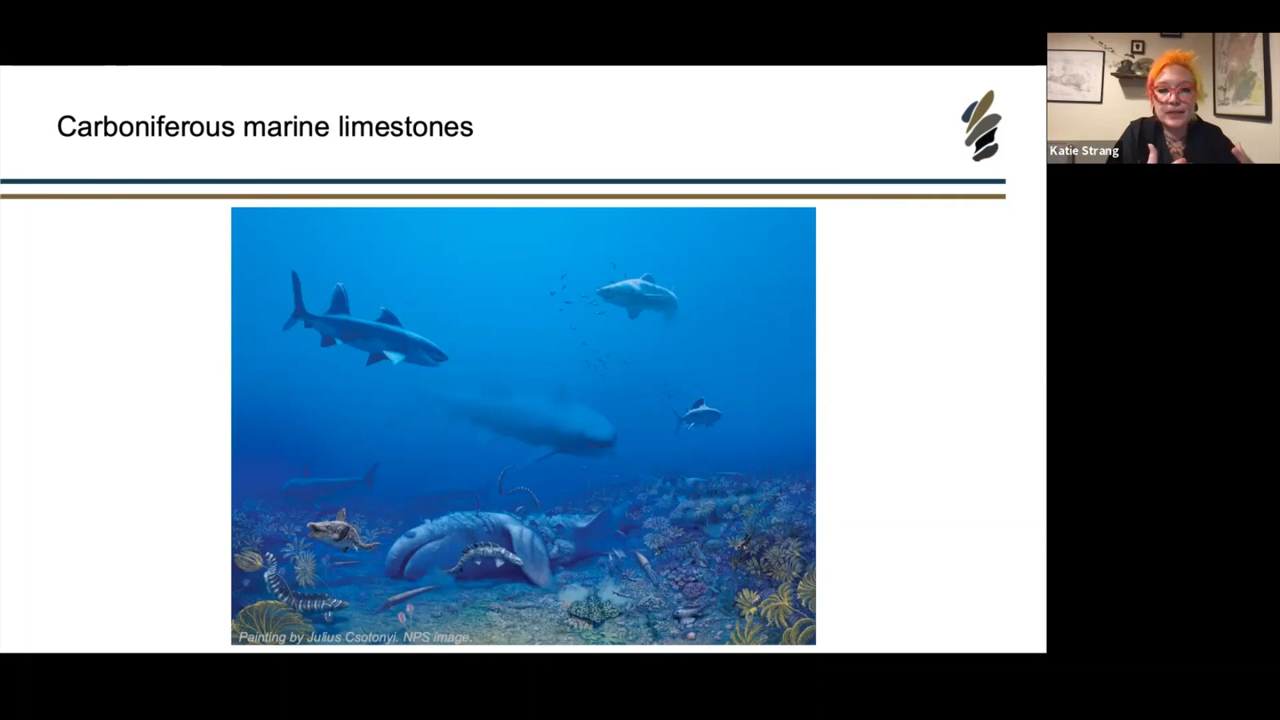 Carboniferous marine limestones
Katie Strang
Painting by Julius Csotonyi. NPS image.